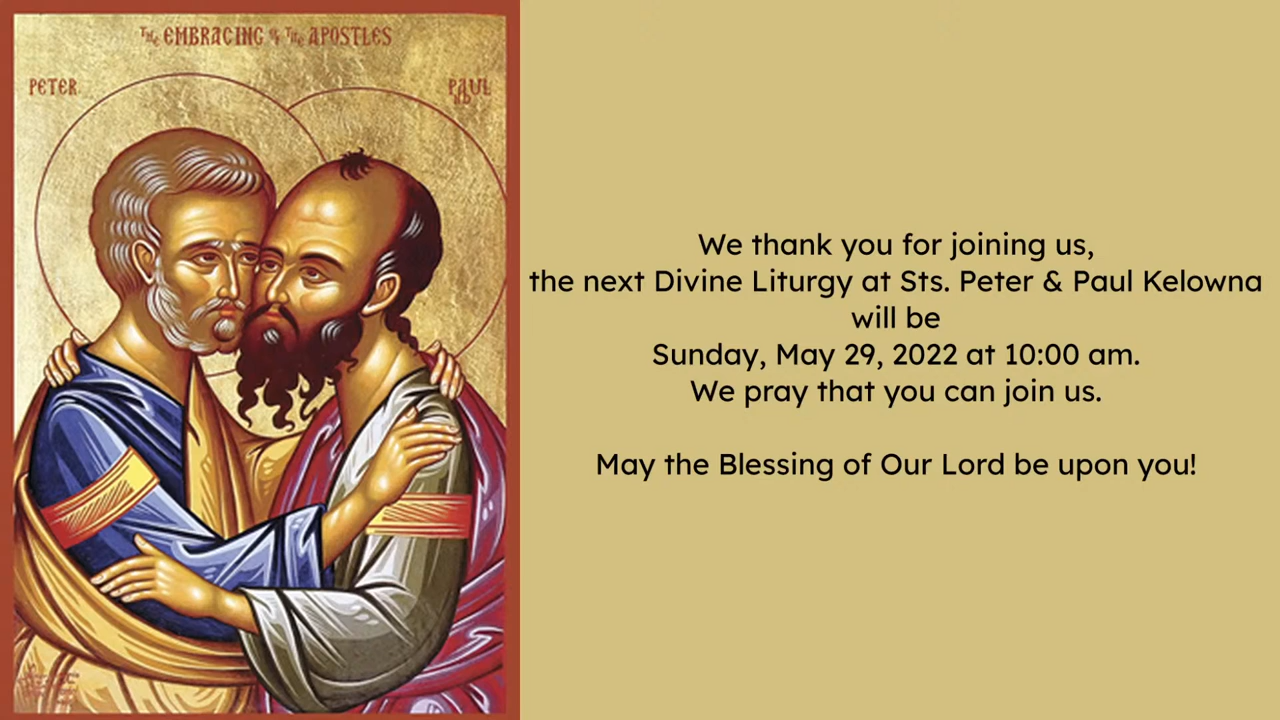 The EMBRACING of The APOSTLES
PETER
PAUL
We thank you for joining us,
the next Divine Liturgy at Sts. Peter & Paul Kelowna
will be
Sunday, May 29, 2022 at 10:00 am.
We pray that you can join us.
May the Blessing of Our Lord be upon you!